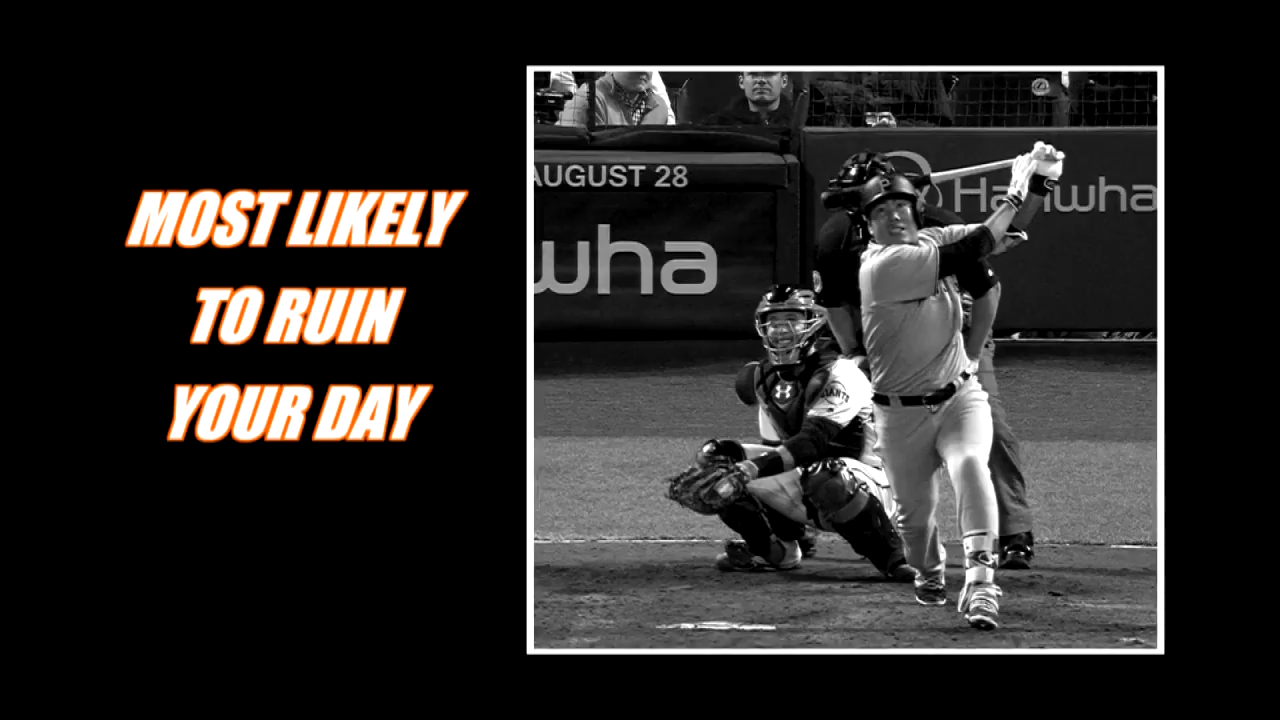 MOST LIKELY
TO RUIN
YOUR DAY
AUGUST 28
wha
Hanwha
P
GIANTS